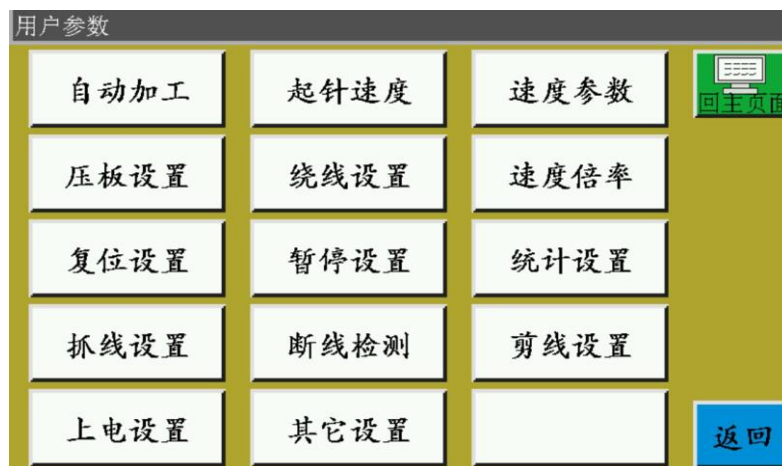 用户参数
自动加工 起针速度 速度参数
回主页面
压板设置 绕线设置 速度倍率
复位设置 暂停设置 统计设置
抓线设置 断线检测 剪线设置
上电设置 其它设置
返回